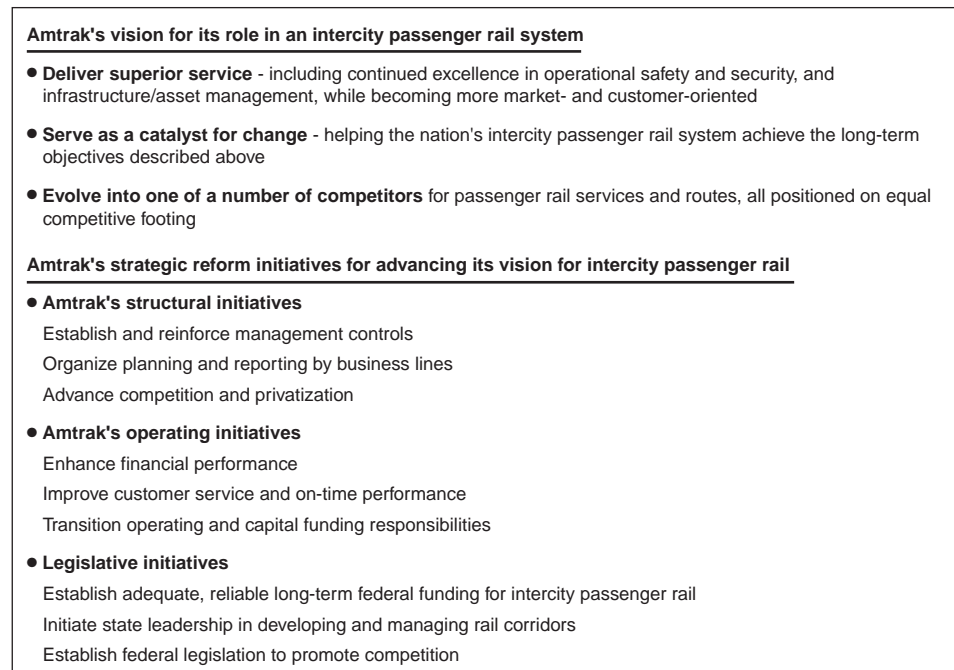 Amtrak's vision for its role in an intercity passenger rail system
● Deliver superior service - including continued excellence in operational safety and security, and
infrastructure/asset management, while becoming more market- and customer-oriented
● Serve as a catalyst for change - helping the nation's intercity passenger rail system achieve the long-term
objectives described above
● Evolve into one of a number of competitors for passenger rail services and routes, all positioned on equal
competitive footing
Amtrak's strategic reform initiatives for advancing its vision for intercity passenger rail
● Amtrak's structural initiatives
Establish and reinforce management controls
Organize planning and reporting by business lines
Advance competition and privatization
● Amtrak's operating initiatives
Enhance financial performance
Improve customer service and on-time performance
Transition operating and capital funding responsibilities
● Legislative initiatives
Establish adequate, reliable long-term federal funding for intercity passenger rail
Initiate state leadership in developing and managing rail corridors
Establish federal legislation to promote competition